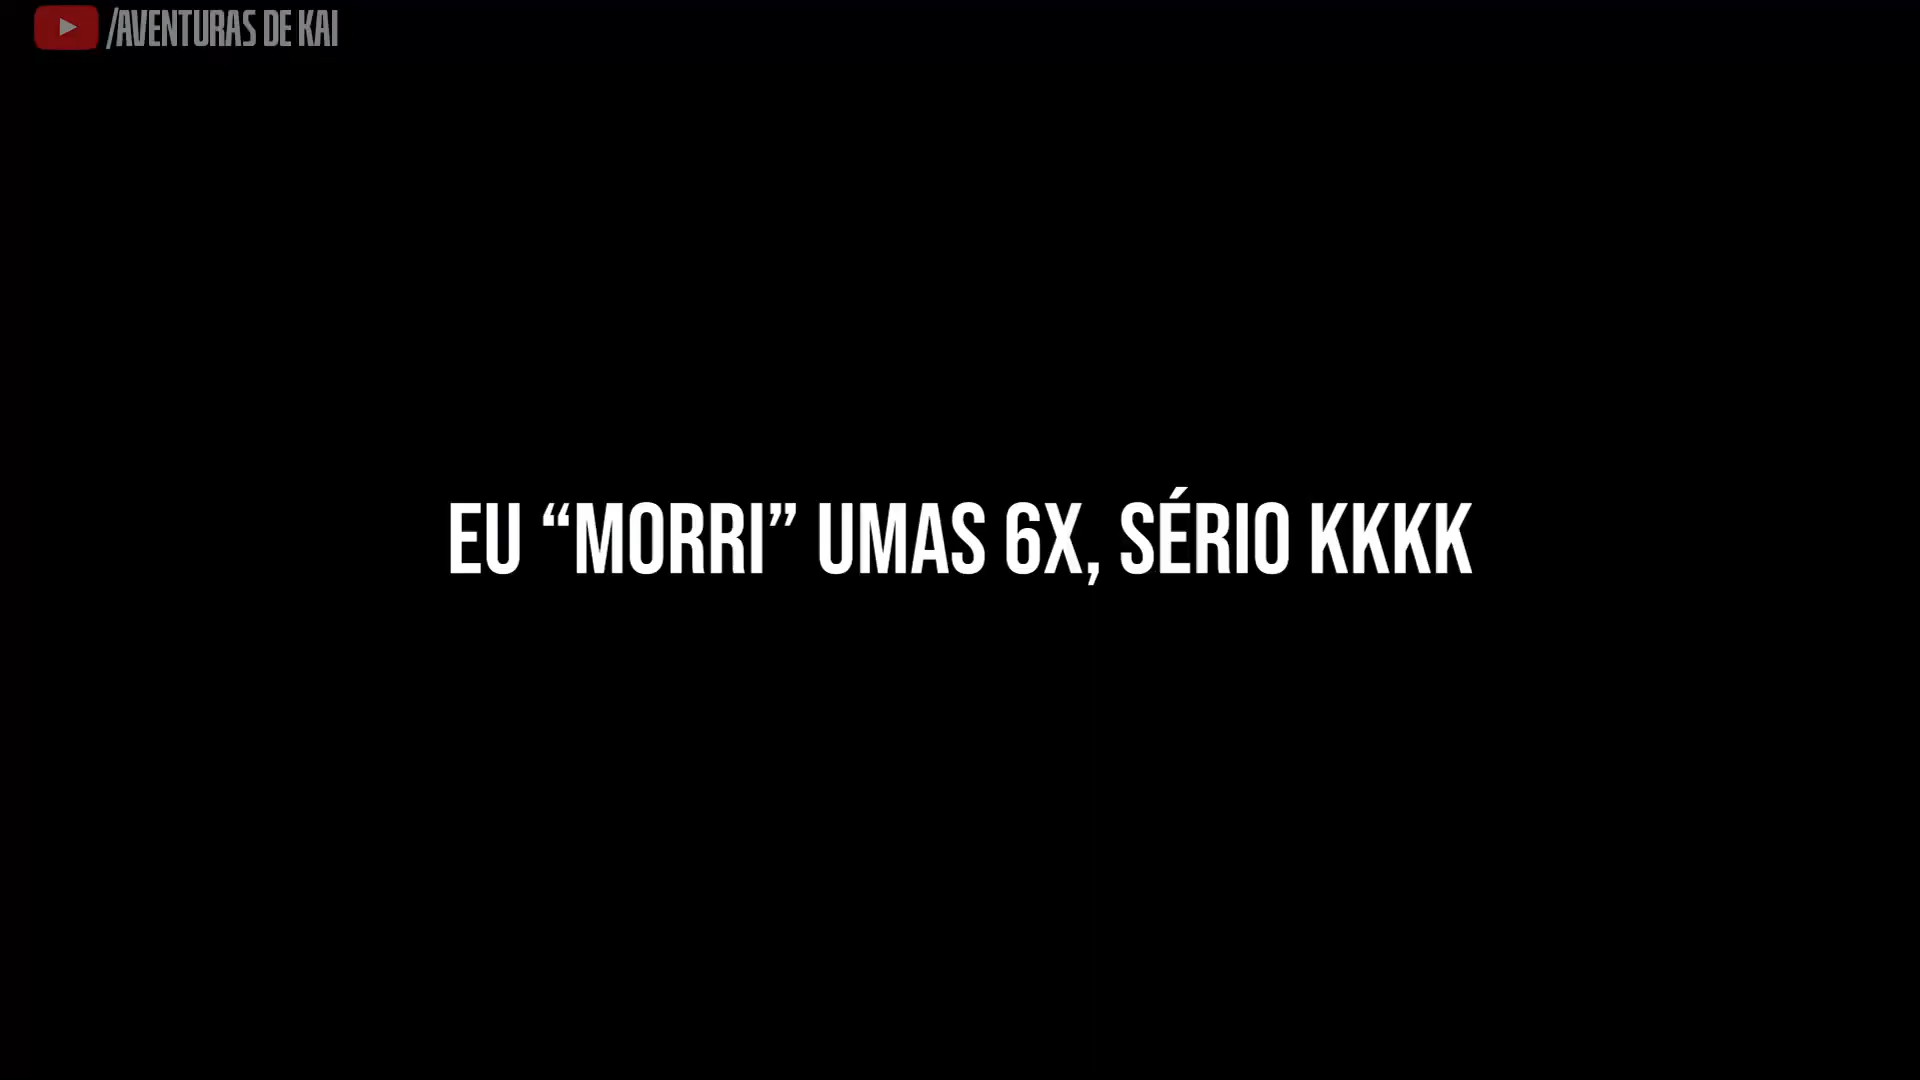 /AVENTURAS DE KAI
EU “MORRI” UMAS 6X, SÉRIO KKKK